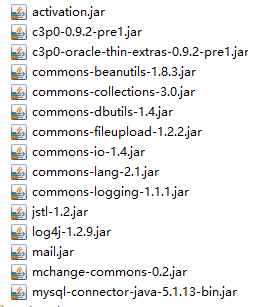 activation.jar
c3p0-0.9.2-pre1.jar
c3p0-oracle-thin-extras-0.9.2-pre1.jar
commons-beanutils-1.8.3.jar
commons-collections-3.0.jar
commons-dbutils-1.4.jar
commons-fileupload-1.2.2.jar
commons-io-1.4.jar
commons-lang-2.1.jar
commons-logging-1.1.1.jar
jstl-1.2.jar
log4j-1.2.9.jar
mail.jar
mchange-commons-0.2.jar
mysql-connector-java-5.1.13-bin.jar